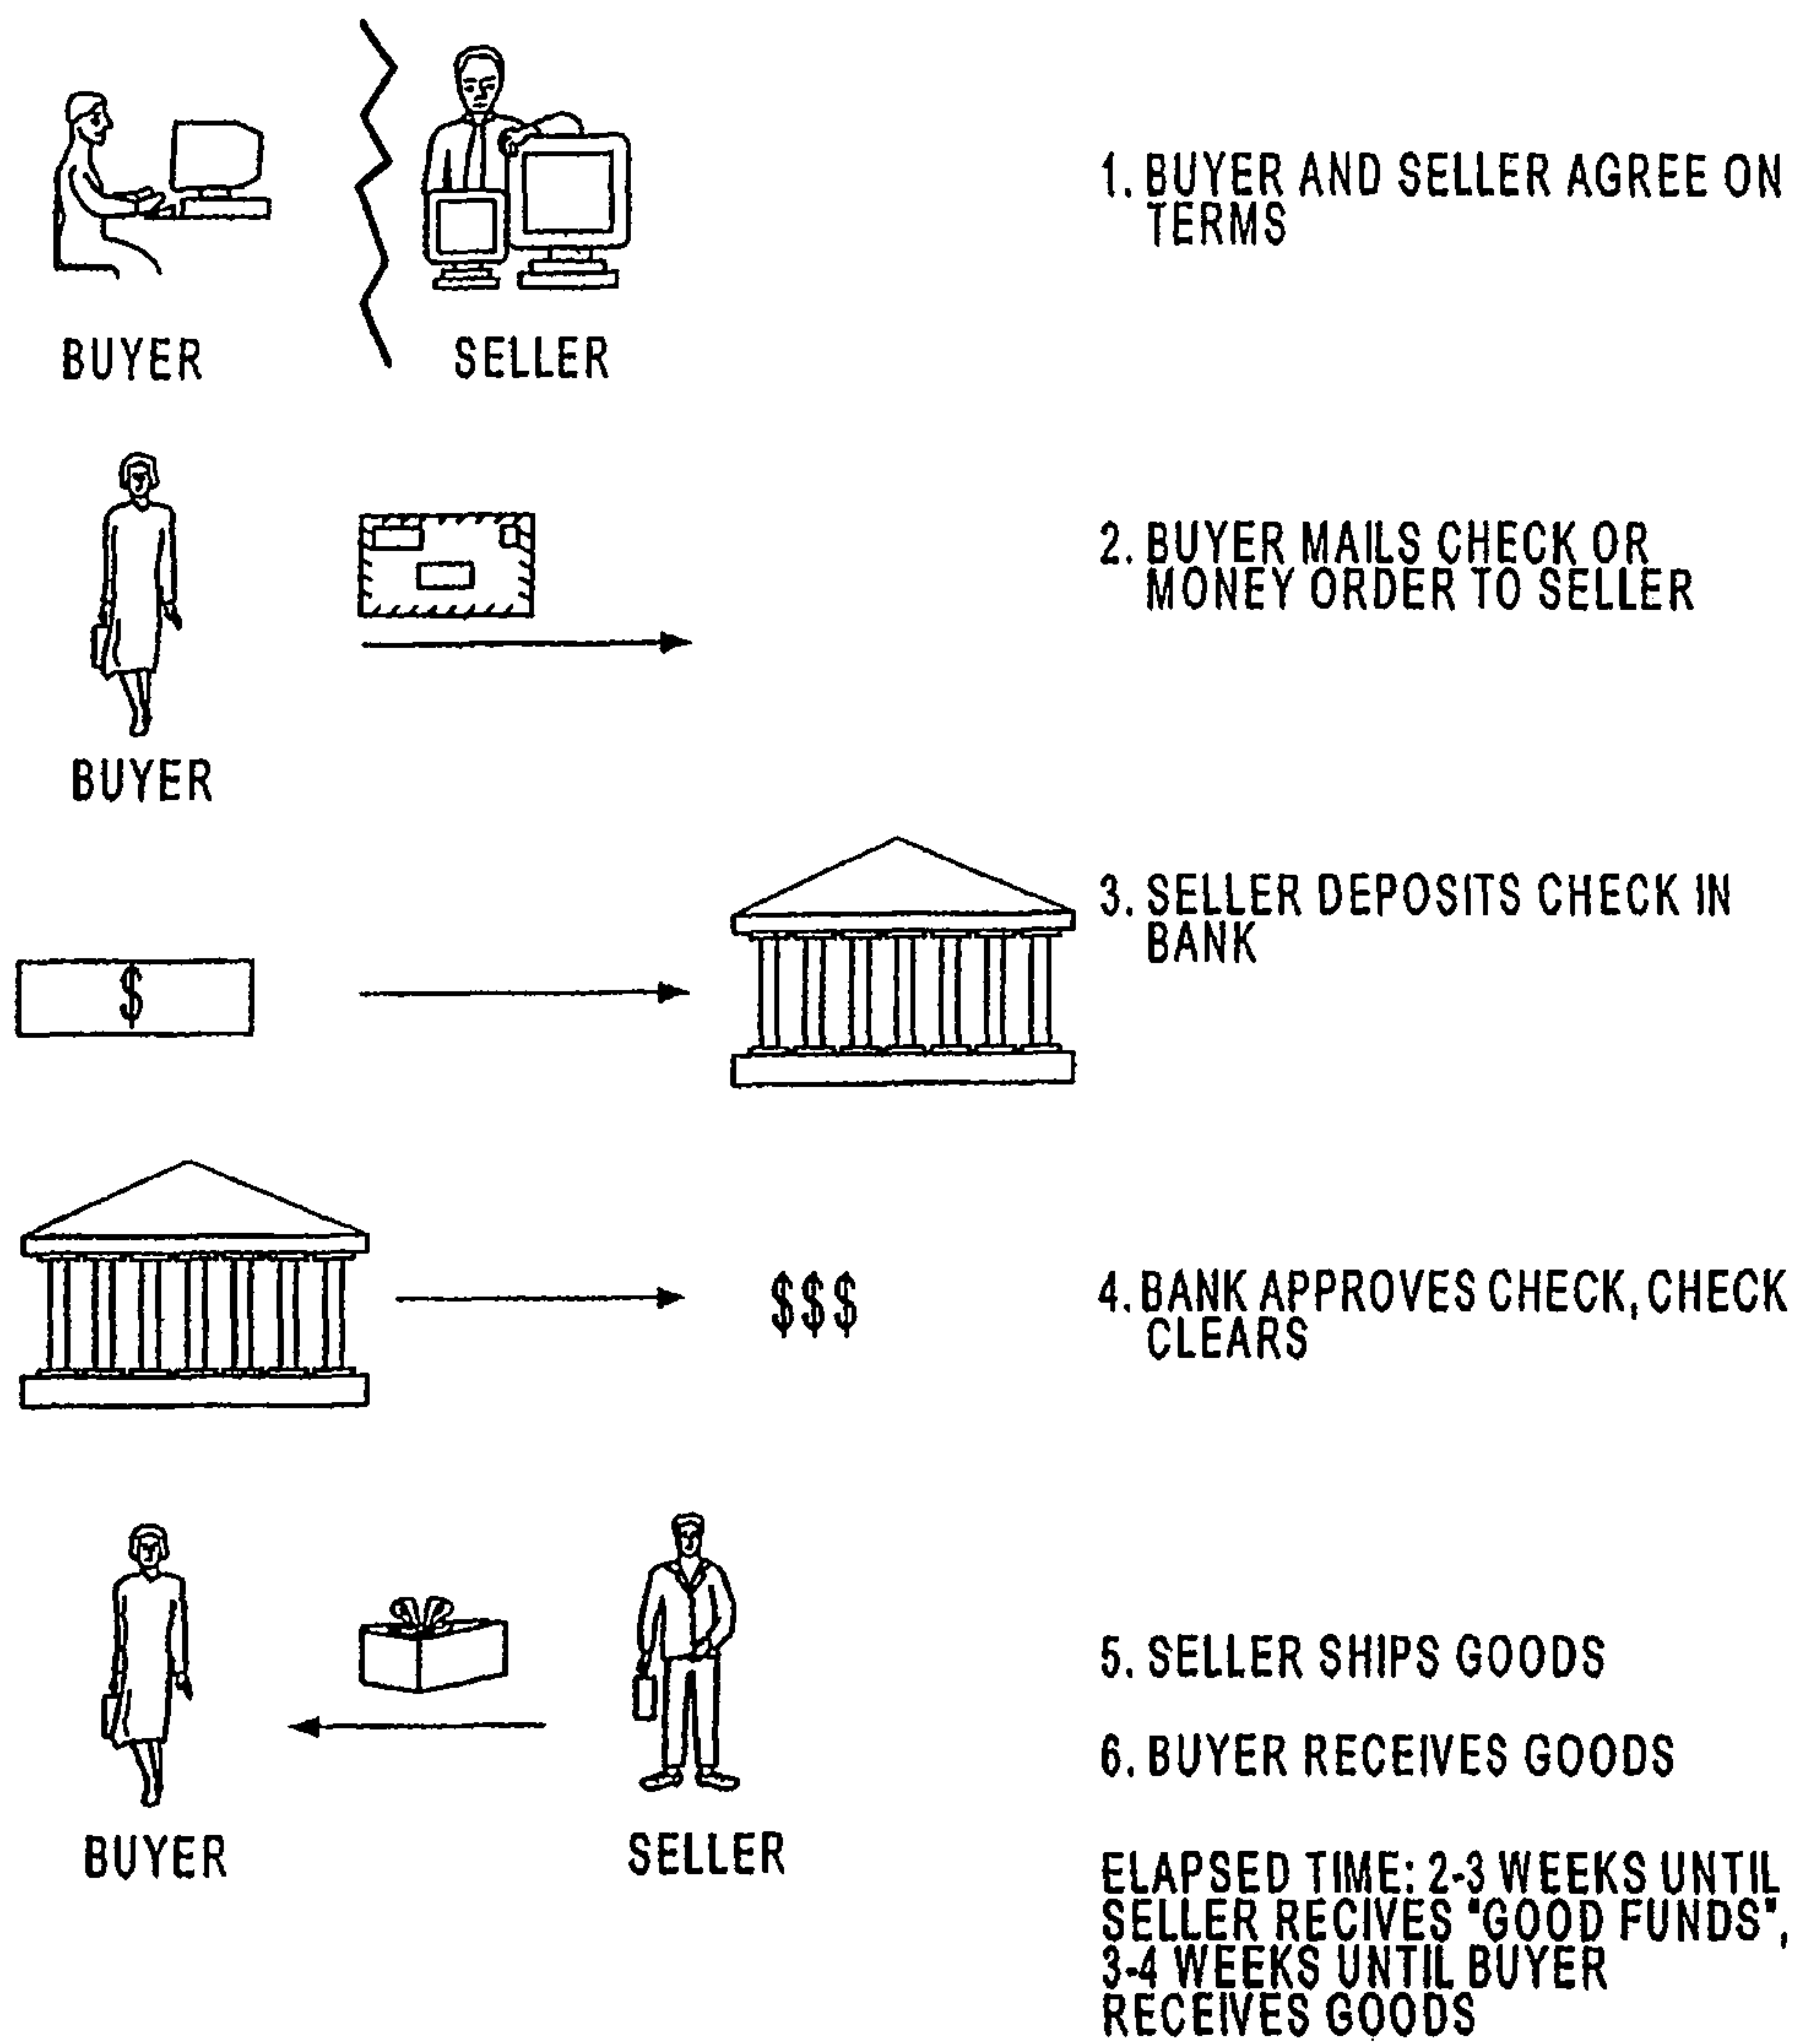 1. BUYER AND SELLER AGREE ON
TERMS
BUYER
SELLER
2. BUYER MAILS CHECK OR
MONEY ORDER TO SELLER
BUYER
3. SELLER DEPOSITS CHECK IN
BANK
$
4. BANK APPROVES CHECK, CHECK
CLEARS
$$$
5. SELLER SHIPS GOODS
6. BUYER RECEIVES GOODS
BUYER
SELLER
ELAPSED TIME: 2-3 WEEKS UNTIL
SELLER RECIVES "GOOD FUNDS",
3-4 WEEKS UNTIL BUYER
RECEIVES GOODS